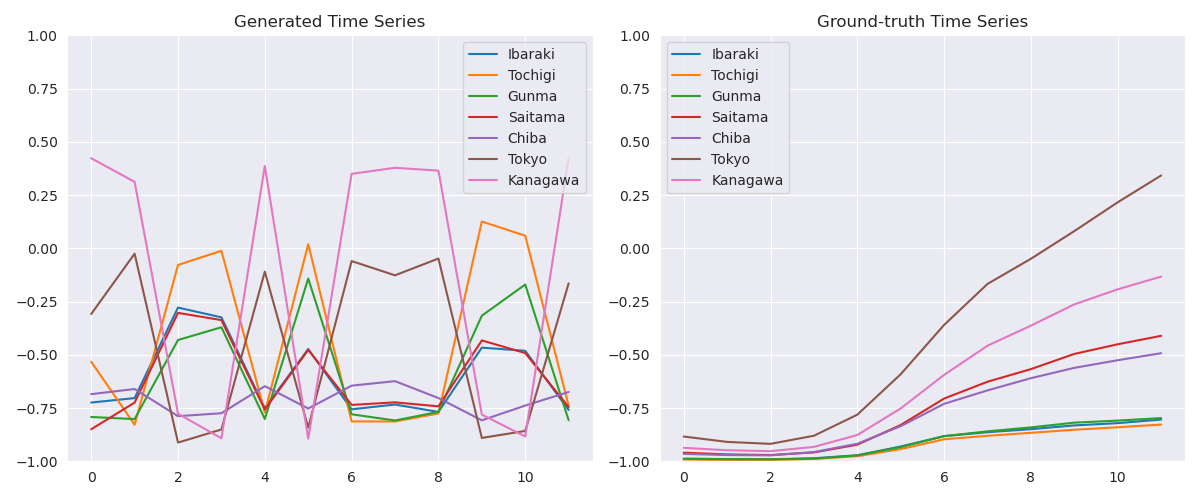 Generated Time Series
1.00
0.75
0.50
0.25
0.00
−0.25
−0.50
−0.75
−1.00
0 2 4 6 8 10
Ibaraki
Tochigi
Gunma
Saitama
Chiba
Tokyo
Kanagawa
Ground-truth Time Series
1.00
0.75
0.50
0.25
0.00
−0.25
−0.50
−0.75
−1.00
0 2 4 6 8 10
Ibaraki
Tochigi
Gunma
Saitama
Chiba
Tokyo
Kanagawa